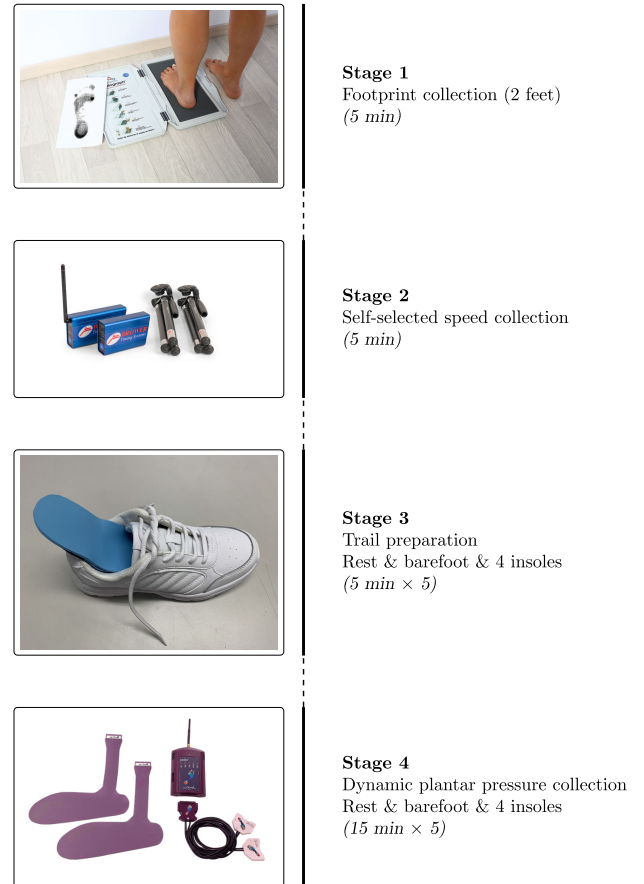 Stage 1
Footprint collection (2 feet)
(5 min)
Stage 2
Self-selected speed collection
(5 min)
Stage 3
Trail preparation
Rest & barefoot & 4 insoles
(5 min × 5)
Stage 4
Dynamic plantar pressure collection
Rest & barefoot & 4 insoles
(15 min × 5)